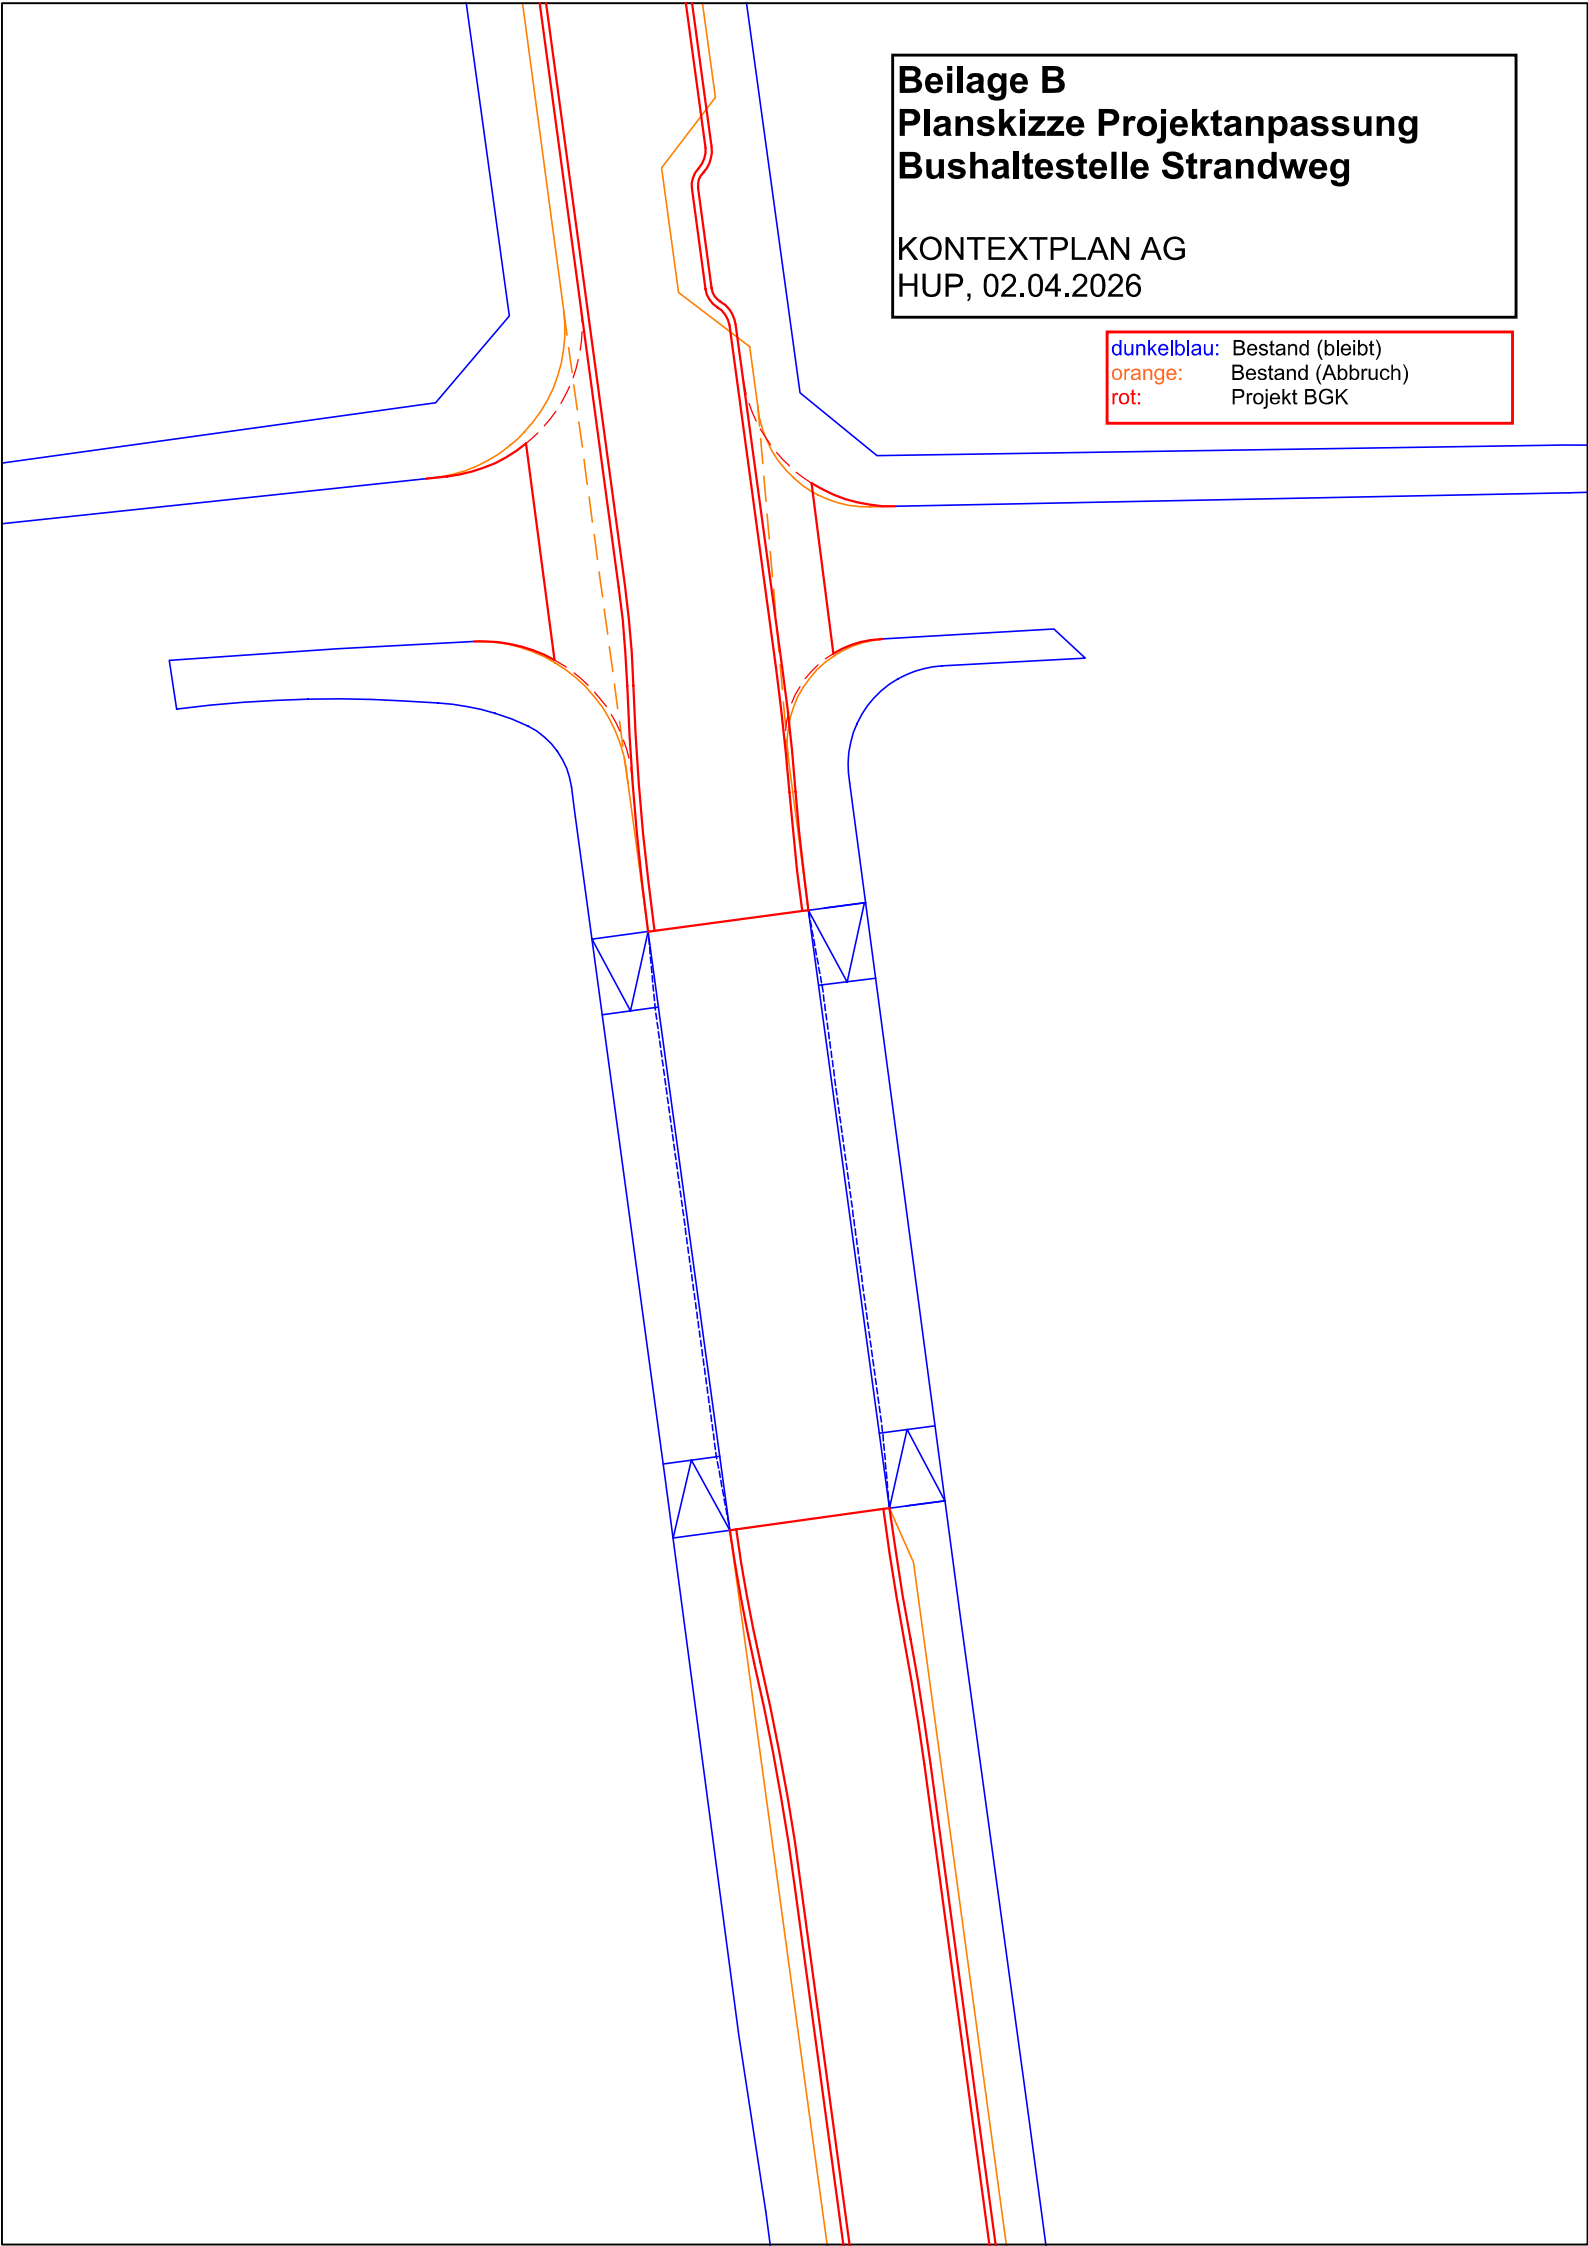 Beilage B
Planskizze Projektanpassung
Bushaltestelle Strandweg
KONTEXTPLAN AG
HUP, 02.04.2026
dunkelblau: Bestand (bleibt)
orange: Bestand (Abbruch)
rot: Projekt BGK